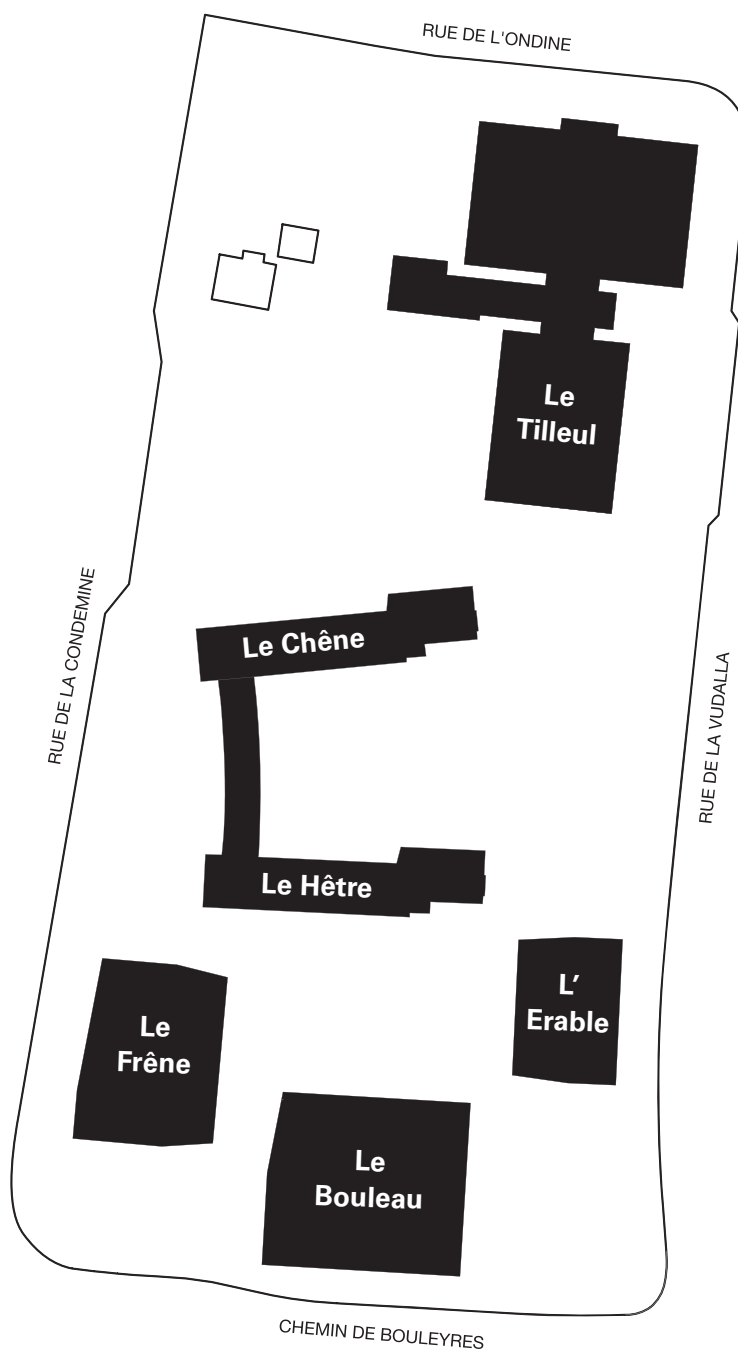 RUE DE L'ONDINE
Le
Tilleul
RUE DE LA CONDEMINE
Le Chêne
RUE DE LA VUDALLA
Le Hêtre
L’
Erable
Le
Frêne
Le
Bouleau
CHEMIN DE BOULEYRES